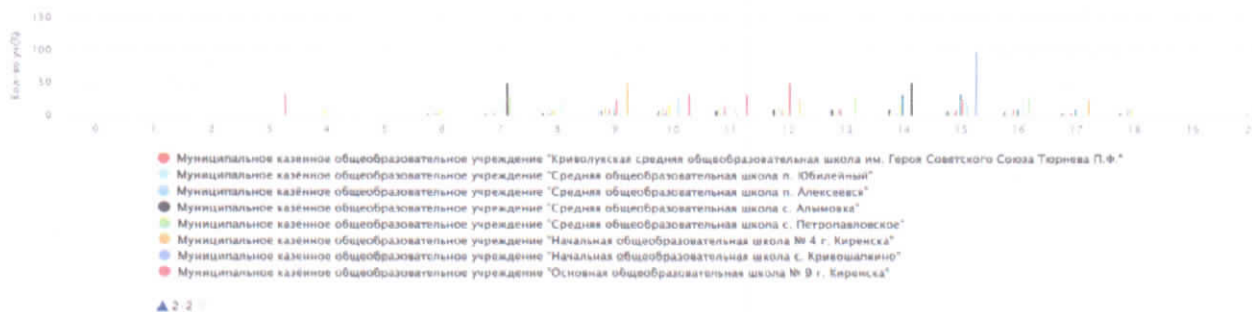 150
Кол-во уч(%)
100
50
0
0 1 2 3 4 5 6 7 8 9 10 11 12 13 14 15 16 17 18 19
Муниципальное казённое общеобразовательное учреждение "Криволукская средняя общеобразовательная школа им. Героя Советского Союза Тюрнева П.Ф."
Муниципальное казённое общеобразовательное учреждение "Средняя общеобразовательная школа п. Юбилейный"
Муниципальное казённое общеобразовательное учреждение "Средняя общеобразовательная школа п. Алексеевск"
Муниципальное казённое общеобразовательное учреждение "Средняя общеобразовательная школа с. Алымовка"
Муниципальное казённое общеобразовательное учреждение "Средняя общеобразовательная школа с. Петропавловское"
Муниципальное казённое общеобразовательное учреждение "Начальная общеобразовательная школа № 4 г. Киренска"
Муниципальное казённое общеобразовательное учреждение "Начальная общеобразовательная школа с. Кривошапкино"
Муниципальное казённое общеобразовательное учреждение "Основная общеобразовательная школа № 9 г. Киренска"
2/2